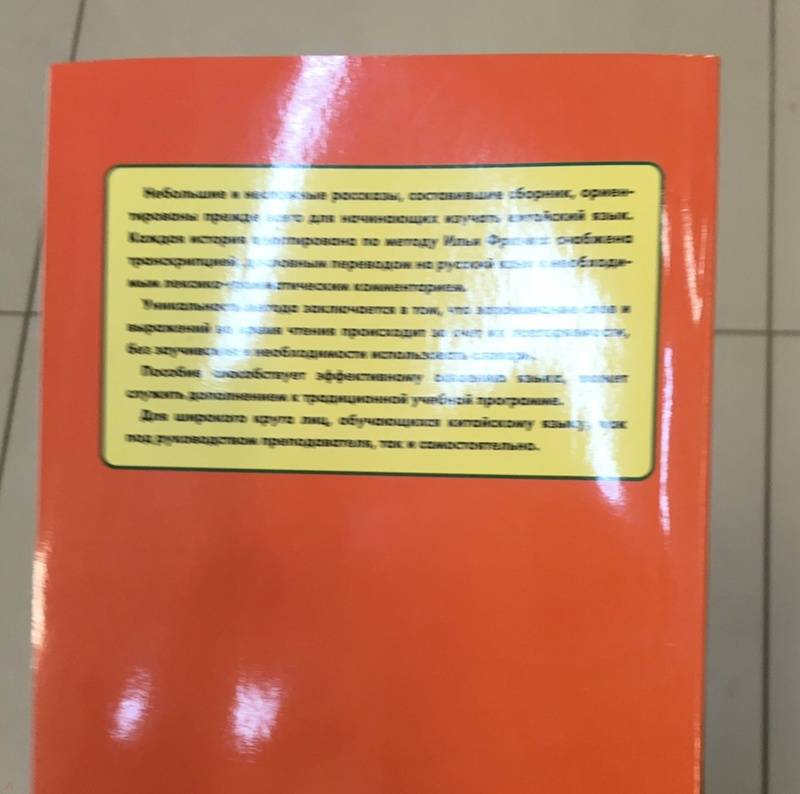 Небольшие и несложные рассказы, составившие сборник, ориен-
тированы прежде всего для начинающих изучать китайский язык.
Каждая история адаптирована по методу Ильи Франка: снабжена
транскрипцией, дословным переводом на русский язык и необходи-
мым лексико-грамматическим комментарием.
Уникальность метода заключается в том, что запоминание слов и
выражений во время чтения происходит за счет их повторяемости,
без заучивания и необходимости использовать словарь.
Пособие способствует эффективному освоению языка, может
служить дополнением к традиционной учебной программе.
Для широкого круга лиц, обучающихся китайскому языку, как
под руководством преподавателя, так и самостоятельно.